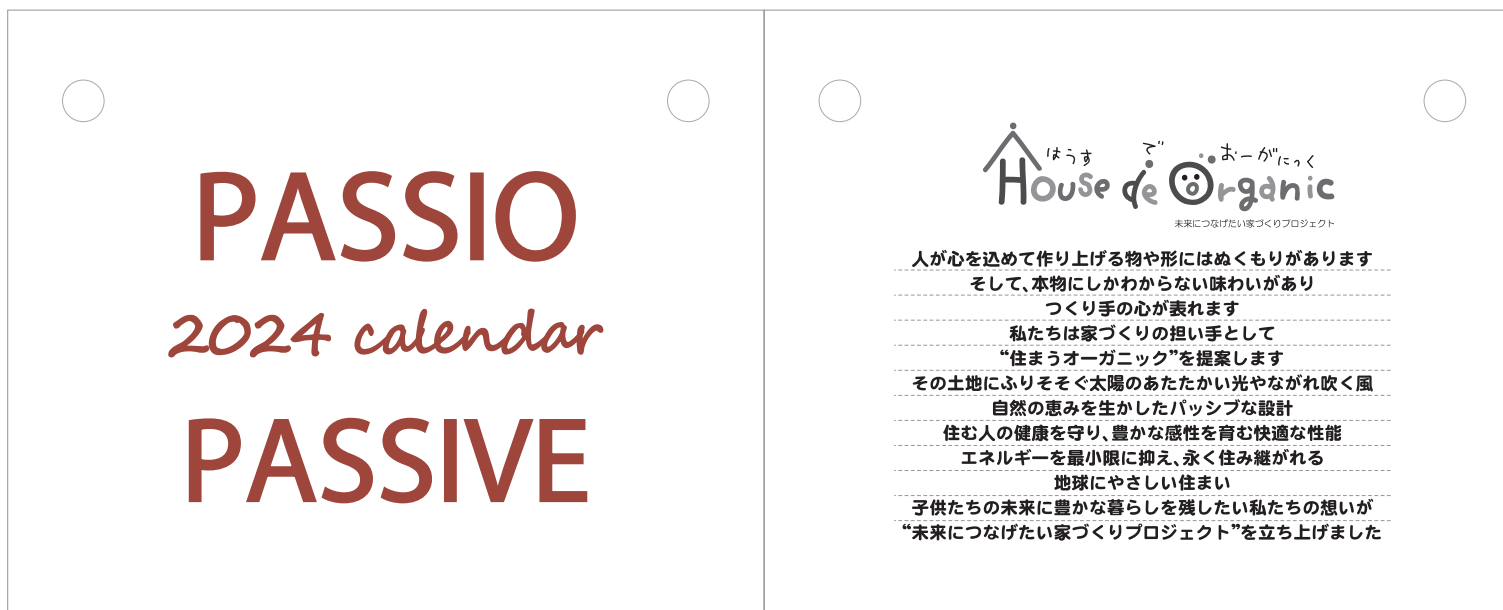 PASSIO
2024 calendar
PASSIVE
はうす で おーがにっく
House de Organic
未来につなげたい家づくりプロジェクト
人が心を込めて作り上げる物や形にはぬくもりがあります
そして、本物にしかわからない味わいがあり
つくり手の心が表れます
私たちは家づくりの担い手として
“住まうオーガニック”を提案します
その土地にふりそそぐ太陽のあたたかい光やながれ吹く風
自然の恵みを生かしたパッシブな設計
住む人の健康を守り、豊かな感性を育む快適な性能
エネルギーを最小限に抑え、永く住み継がれる
地球にやさしい住まい
子供たちの未来に豊かな暮らしを残したい私たちの想いが
“未来につなげたい家づくりプロジェクト”を立ち上げました